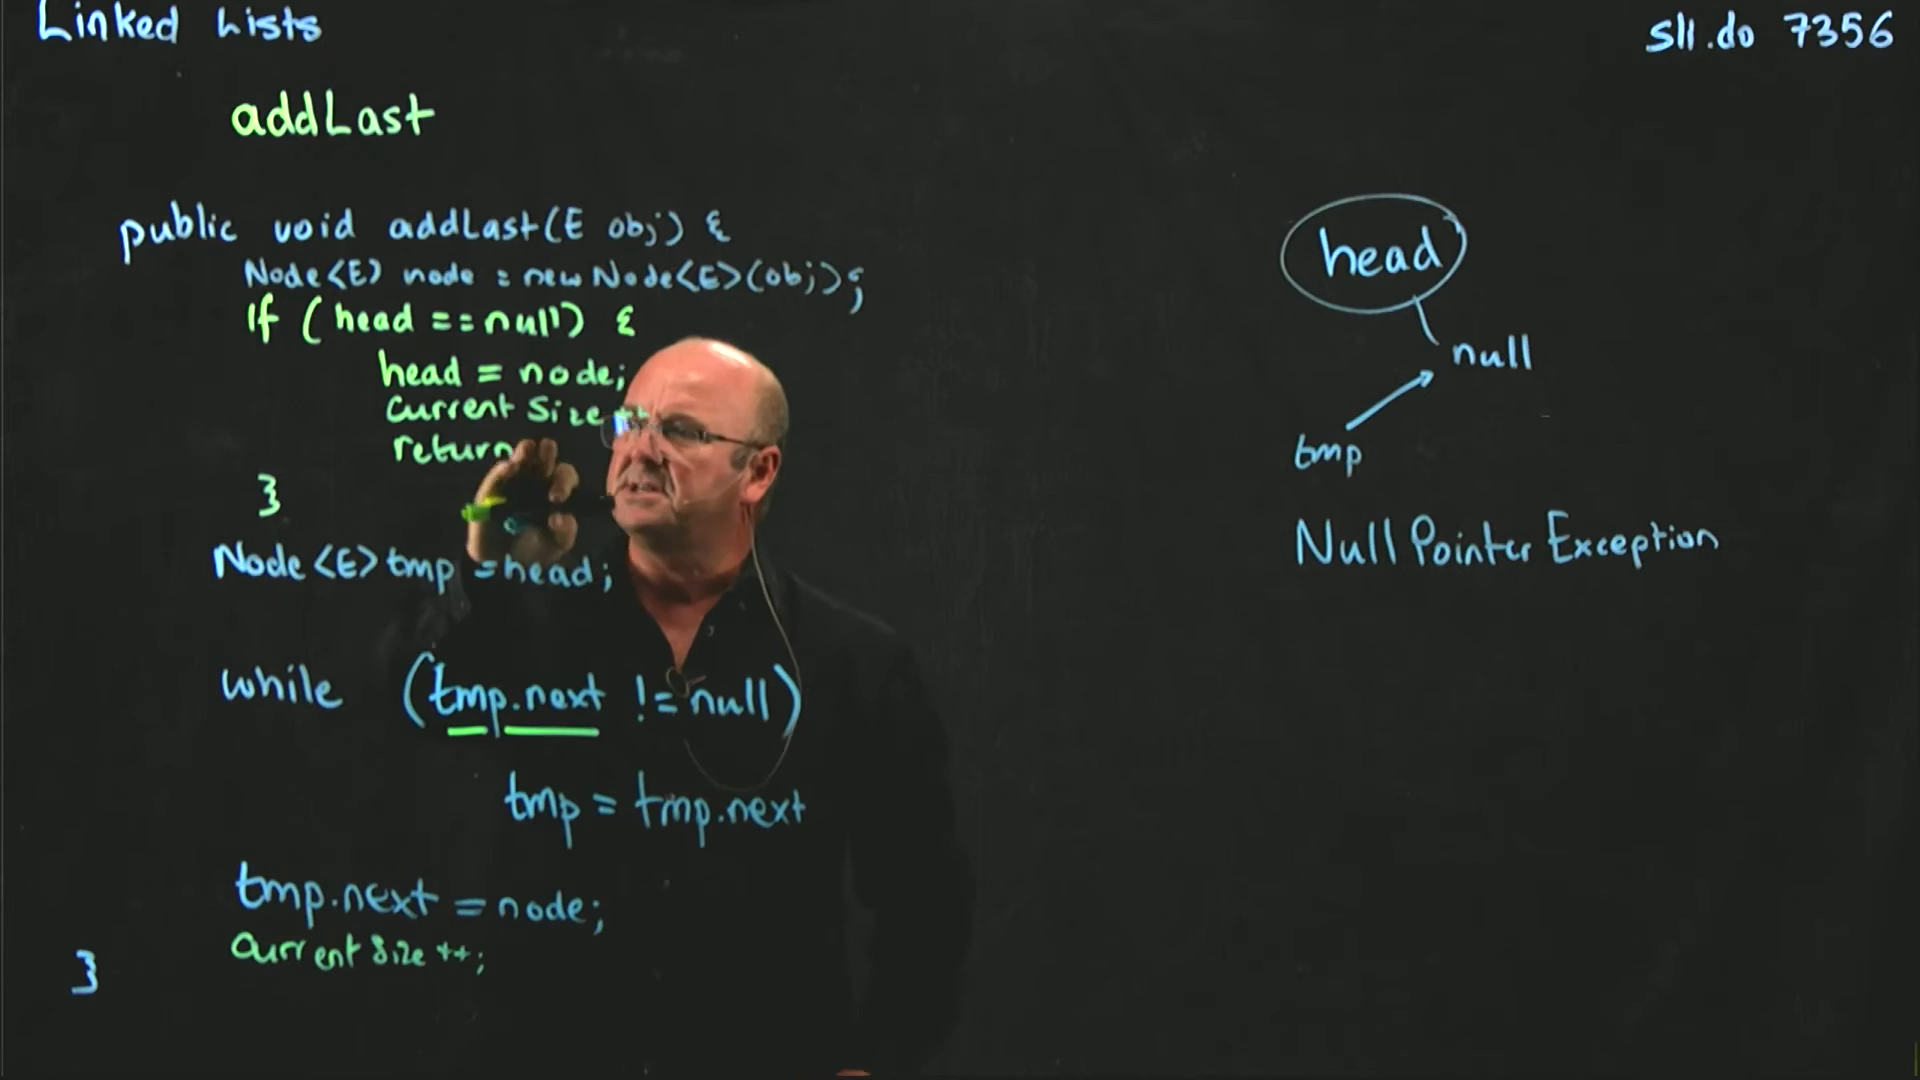 Linked Lists
sli.do 7356
addLast
public void addLast(E obj) {
Node<E> node = new Node<E>(obj);
If (head == null) {
head = node;
current Size ++
return
}
Node<E> tmp = head;
while (tmp.next != null)
tmp = tmp.next
tmp.next = node;
current Size ++;
}
head
null
tmp
Null Pointer Exception